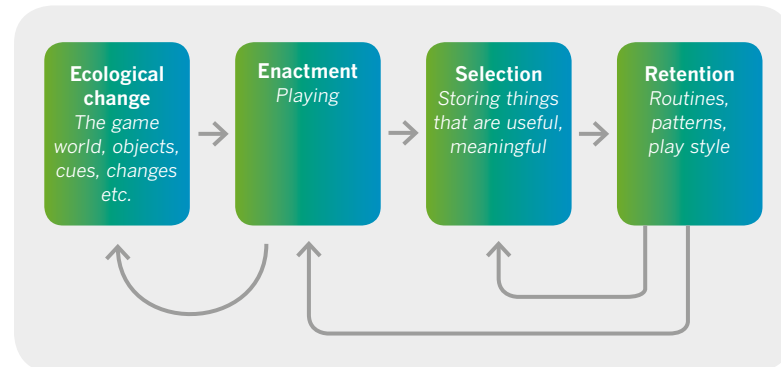 Ecological
change
The game
world, objects,
cues, changes
etc.
Enactment
Playing
Selection
Storing things
that are useful,
meaningful
Retention
Routines,
patterns,
play style